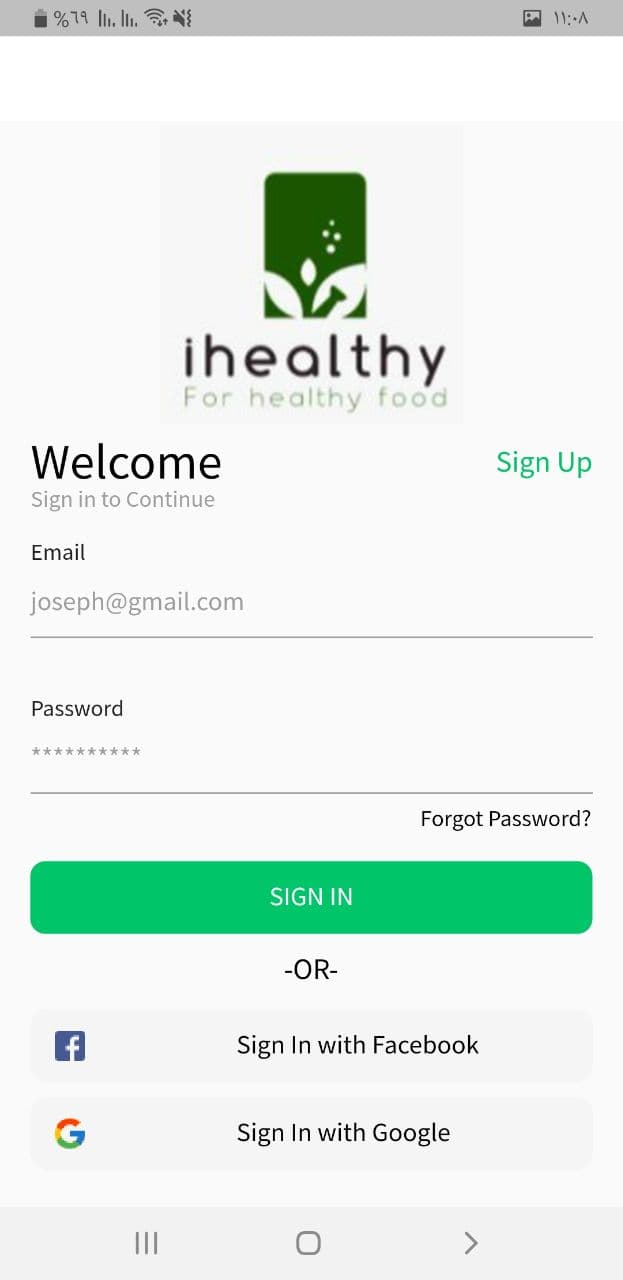 %٦٩
١١:٠٨
ihealthy
For healthy food
Welcome
Sign Up
Sign in to Continue
Email
joseph@gmail.com
Password
**********
Forgot Password?
SIGN IN
-OR-
Sign In with Facebook
Sign In with Google